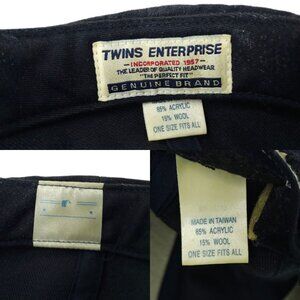 TWINS ENTERPRISE
INCORPORATED 1967
THE LEADER OF QUALITY HEADWEAR
"THE PERFECT FIT"
GENUINE BRAND
85% ACRYLIC
15% WOOL
ONE SIZE FITS ALL
MADE IN TAIWAN
85% ACRYLIC
15% WOOL
ONE SIZE FITS ALL